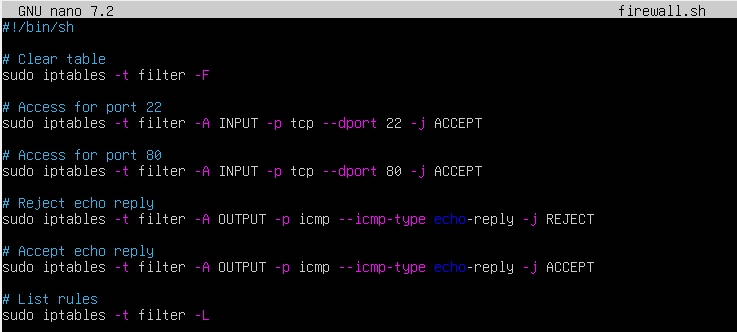 GNU nano 7.2 firewall.sh
#!/bin/sh
# Clear table
sudo iptables -t filter -F
# Access for port 22
sudo iptables -t filter -A INPUT -p tcp --dport 22 -j ACCEPT
# Access for port 80
sudo iptables -t filter -A INPUT -p tcp --dport 80 -j ACCEPT
# Reject echo reply
sudo iptables -t filter -A OUTPUT -p icmp --icmp-type echo-reply -j REJECT
# Accept echo reply
sudo iptables -t filter -A OUTPUT -p icmp --icmp-type echo-reply -j ACCEPT
# List rules
sudo iptables -t filter -L